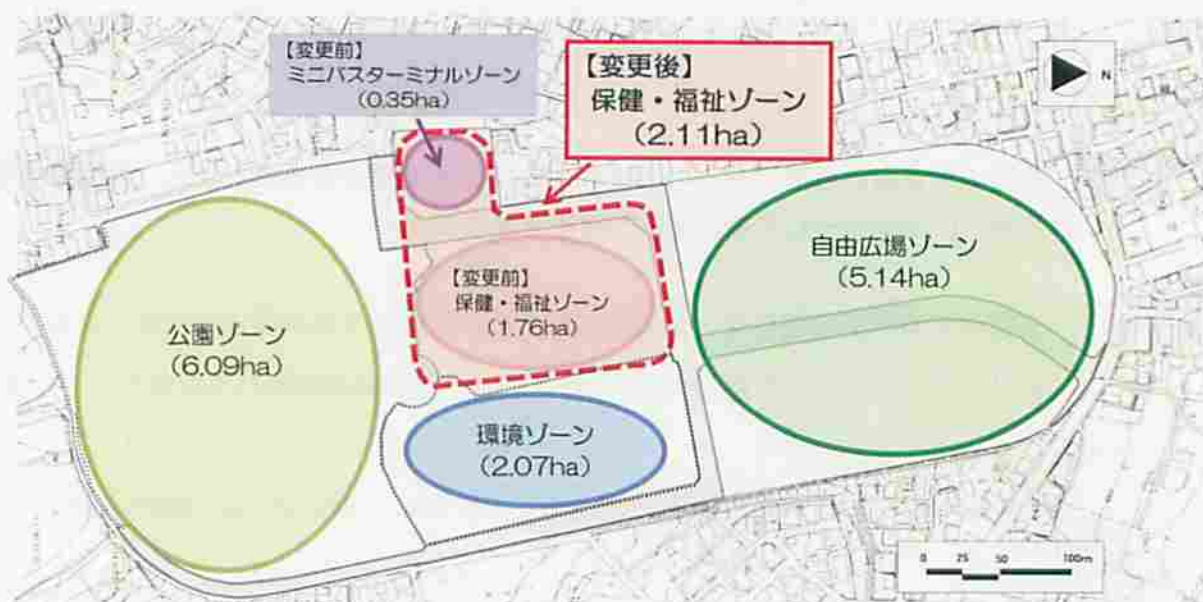 【変更前】
ミニバスターミナルゾーン
(0.35ha)
【変更後】
保健・福祉ゾーン
(2.11ha)
N
自由広場ゾーン
(5.14ha)
【変更前】
保健・福祉ゾーン
(1.76ha)
公園ゾーン
(6.09ha)
環境ゾーン
(2.07ha)
0 25 50 100m